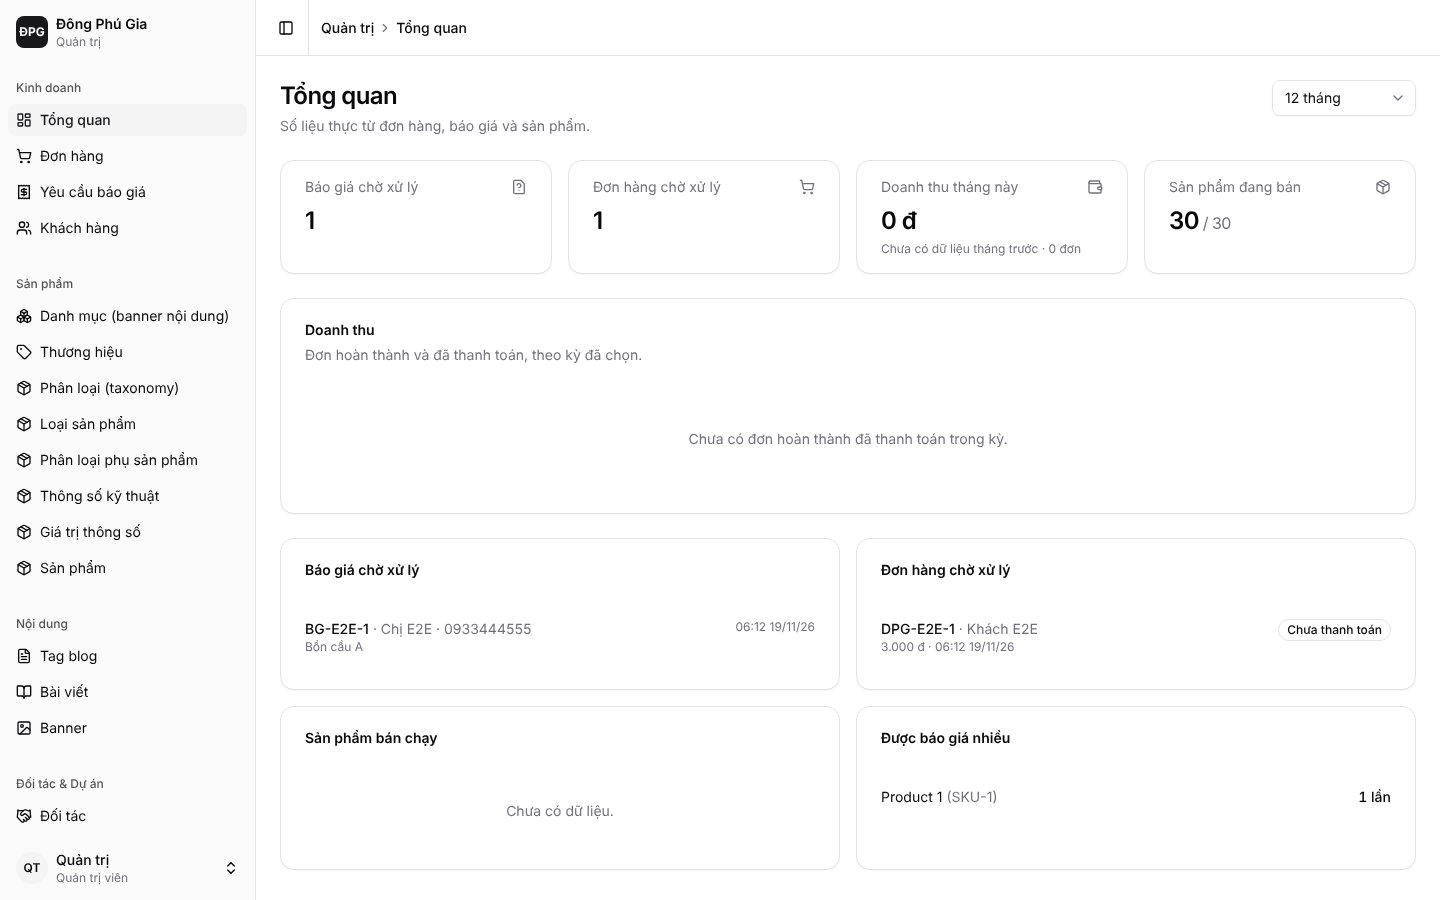 ĐPG
Đông Phú Gia
Quản trị
Kinh doanh
Tổng quan
Đơn hàng
Yêu cầu báo giá
Khách hàng
Sản phẩm
Danh mục (banner nội dung)
Thương hiệu
Phân loại (taxonomy)
Loại sản phẩm
Phân loại phụ sản phẩm
Thông số kỹ thuật
Giá trị thông số
Sản phẩm
Nội dung
Tag blog
Bài viết
Banner
Đối tác & Dự án
Đối tác
QT
Quản trị
Quản trị viên
Quản trị > Tổng quan
Tổng quan
Số liệu thực từ đơn hàng, báo giá và sản phẩm.
12 tháng
Báo giá chờ xử lý
1
Đơn hàng chờ xử lý
1
Doanh thu tháng này
0 đ
Chưa có dữ liệu tháng trước · 0 đơn
Sản phẩm đang bán
30 / 30
Doanh thu
Đơn hoàn thành và đã thanh toán, theo kỳ đã chọn.
Chưa có đơn hoàn thành đã thanh toán trong kỳ.
Báo giá chờ xử lý
BG-E2E-1 · Chị E2E · 0933444555
06:12 19/11/26
Bồn cầu A
Đơn hàng chờ xử lý
DPG-E2E-1 · Khách E2E
Chưa thanh toán
3.000 đ · 06:12 19/11/26
Sản phẩm bán chạy
Chưa có dữ liệu.
Được báo giá nhiều
Product 1 (SKU-1)
1 lần